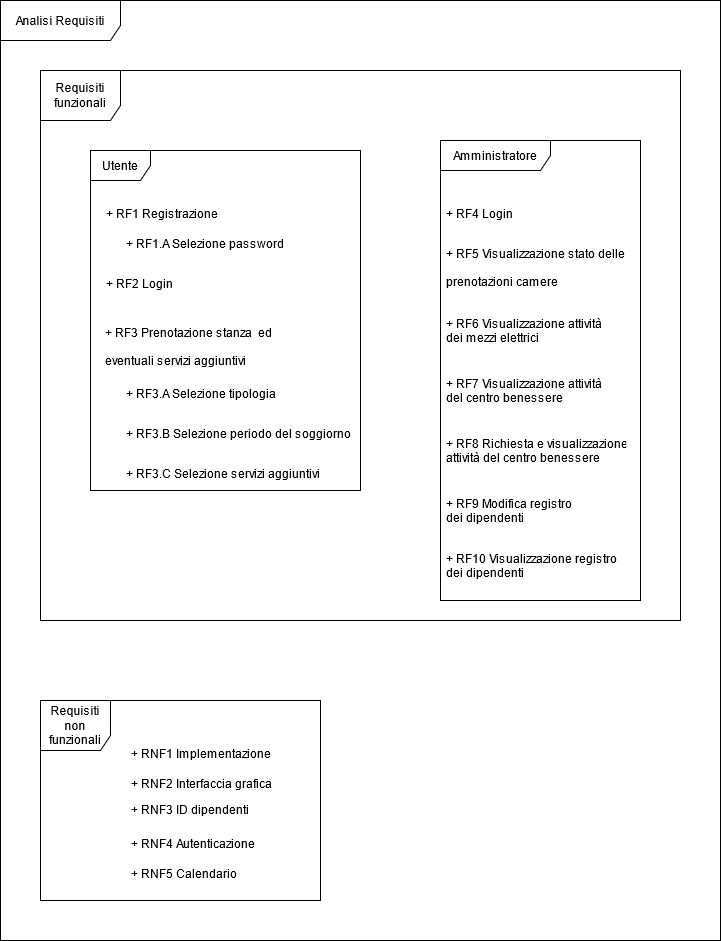 Analisi Requisiti
Requisiti
funzionali
Utente
+ RF1 Registrazione
+ RF1.A Selezione password
+ RF2 Login
+ RF3 Prenotazione stanza ed
eventuali servizi aggiuntivi
+ RF3.A Selezione tipologia
+ RF3.B Selezione periodo del soggiorno
+ RF3.C Selezione servizi aggiuntivi
Amministratore
+ RF4 Login
+ RF5 Visualizzazione stato delle
prenotazioni camere
+ RF6 Visualizzazione attività
dei mezzi elettrici
+ RF7 Visualizzazione attività
del centro benessere
+ RF8 Richiesta e visualizzazione
attività del centro benessere
+ RF9 Modifica registro
dei dipendenti
+ RF10 Visualizzazione registro
dei dipendenti
Requisiti
non
funzionali
+ RNF1 Implementazione
+ RNF2 Interfaccia grafica
+ RNF3 ID dipendenti
+ RNF4 Autenticazione
+ RNF5 Calendario